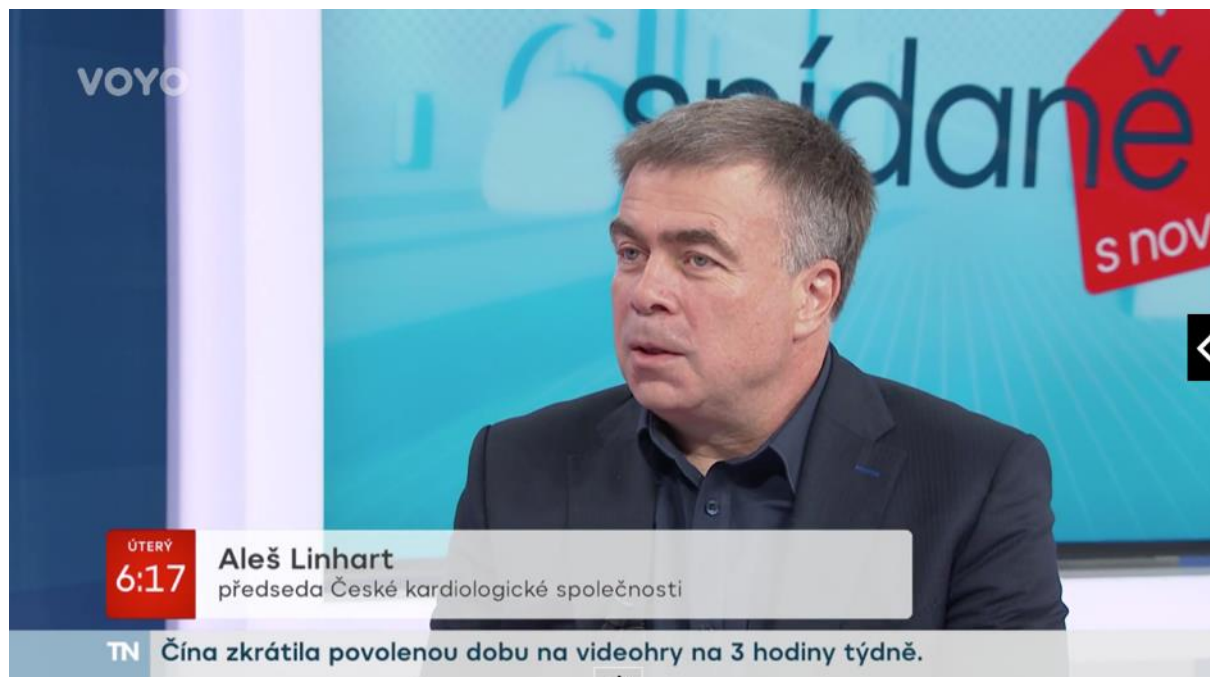 VOYO
snídaně
s nov
ÚTERÝ
6:17
Aleš Linhart
předseda České kardiologické společnosti
TN Čína zkrátila povolenou dobu na videohry na 3 hodiny týdně.